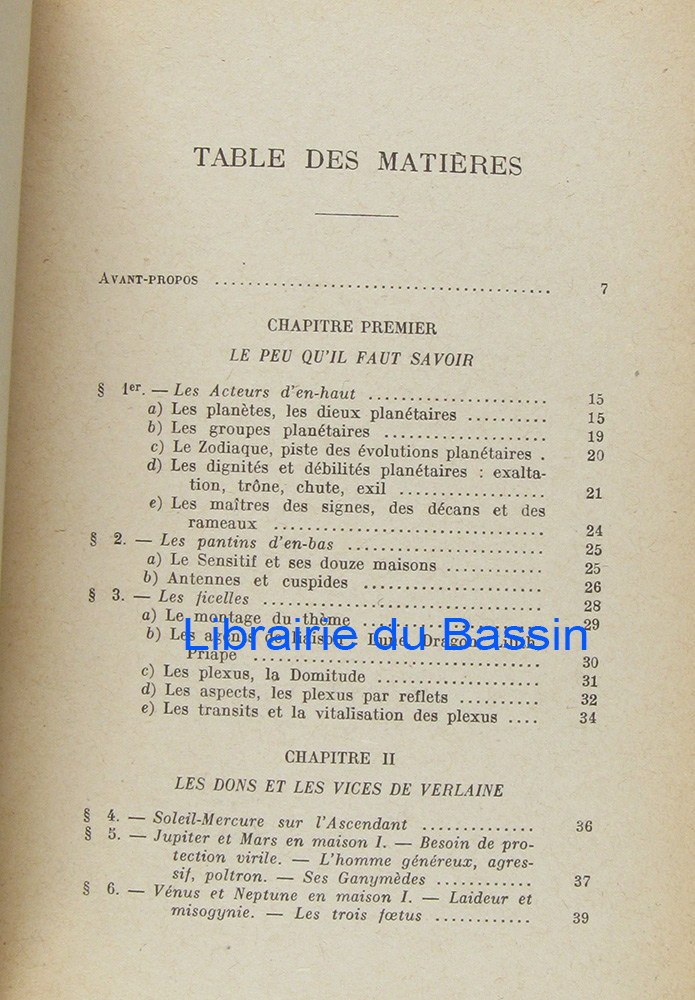 TABLE DES MATIÈRES
AVANT-PROPOS ........................................ 7
CHAPITRE PREMIER
LE PEU QU'IL FAUT SAVOIR
§ 1er. — Les Acteurs d'en-haut ..................... 15
a) Les planètes, les dieux planétaires .......... 15
b) Les groupes planétaires ................... 19
c) Le Zodiaque, piste des évolutions planétaires . 20
d) Les dignités et débilités planétaires : exalta-
tion, trône, chute, exil .................. 21
e) Les maîtres des signes, des décans et des
rameaux ................................ 24
§ 2. — Les pantins d'en-bas ........................ 25
a) Le Sensitif et ses douze maisons ............ 25
b) Antennes et cuspides ...................... 26
§ 3. — Les ficelles .................................. 28
a) Le montage du thème ..................... 29
Librairie du Bassin
b) Les agents de liaison Lune Dragon
Priape .................................. 30
c) Les plexus, la Domitude .................... 31
d) Les aspects, les plexus par reflets .......... 32
e) Les transits et la vitalisation des plexus .... 34
CHAPITRE II
LES DONS ET LES VICES DE VERLAINE
§ 4. — Soleil-Mercure sur l'Ascendant .............. 36
§ 5. — Jupiter et Mars en maison I. — Besoin de pro-
tection virile. — L'homme généreux, agres-
sif, poltron. — Ses Ganymèdes ............ 37
§ 6. — Vénus et Neptune en maison I. — Laideur et
misogynie. — Les trois fœtus ............ 39